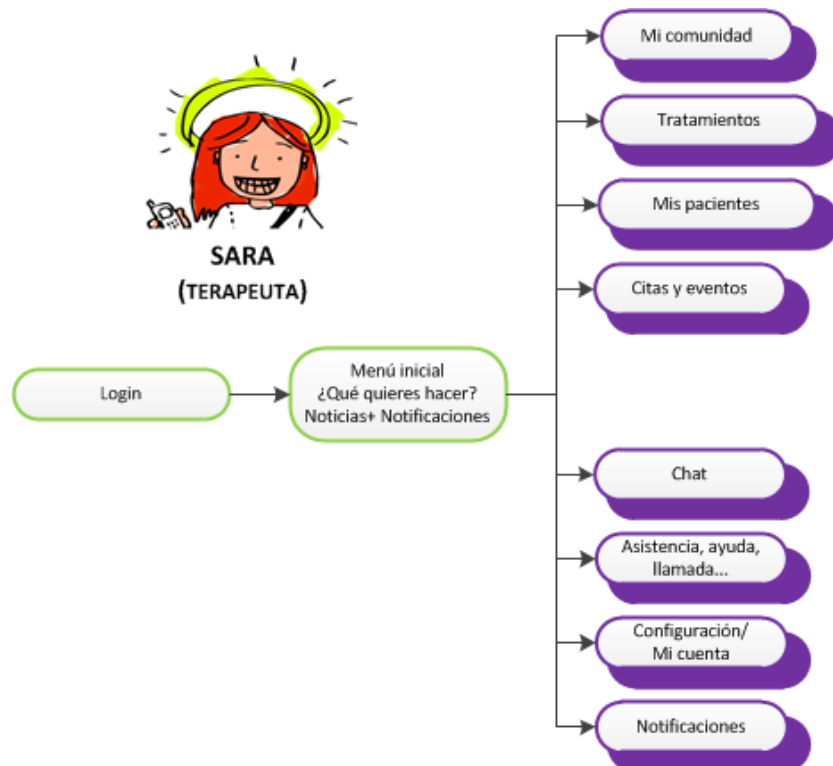 SARA
(TERAPEUTA)
Login
Menú inicial
¿Qué quieres hacer?
Noticias+ Notificaciones
Mi comunidad
Tratamientos
Mis pacientes
Citas y eventos
Chat
Asistencia, ayuda,
llamada...
Configuración/
Mi cuenta
Notificaciones